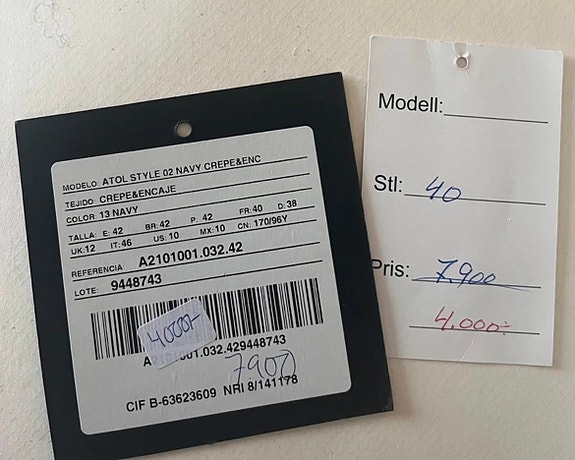 MODELO: ATOL STYLE 02 NAVY CREPE&ENC
TEJIDO: CREPE&ENCAJE
COLOR: 13 NAVY
TALLA: E: 42 BR: 42 P: 42 FR: 40 D: 38
UK: 12 IT: 46 US: 10 MX: 10 CN: 170/96Y
REFERENCIA: A2101001.032.42
LOTE: 9448743
4000:-
A2101001.032.429448743
7900
CIF B-63623609 NRI 8/141178
Modell:
Stl: 40
Pris: 7.900
4.000:-